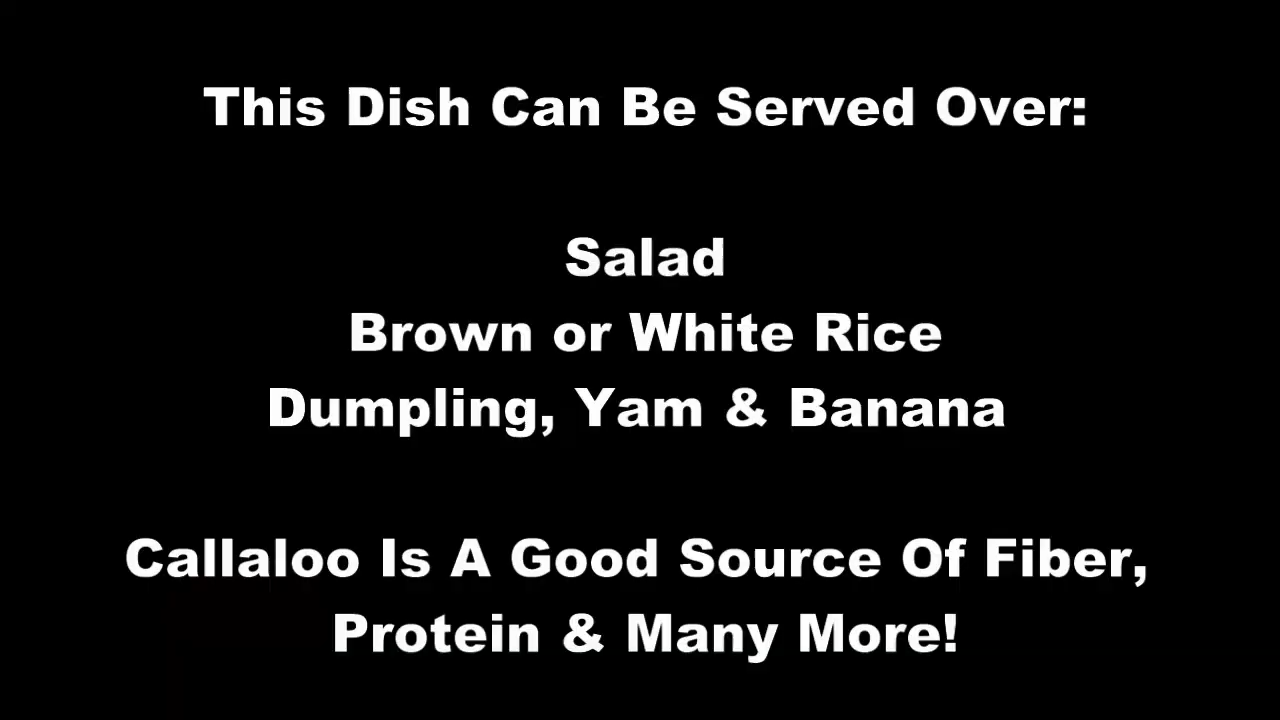 This Dish Can Be Served Over:
Salad
Brown or White Rice
Dumpling, Yam & Banana
Callaloo Is A Good Source Of Fiber,
Protein & Many More!